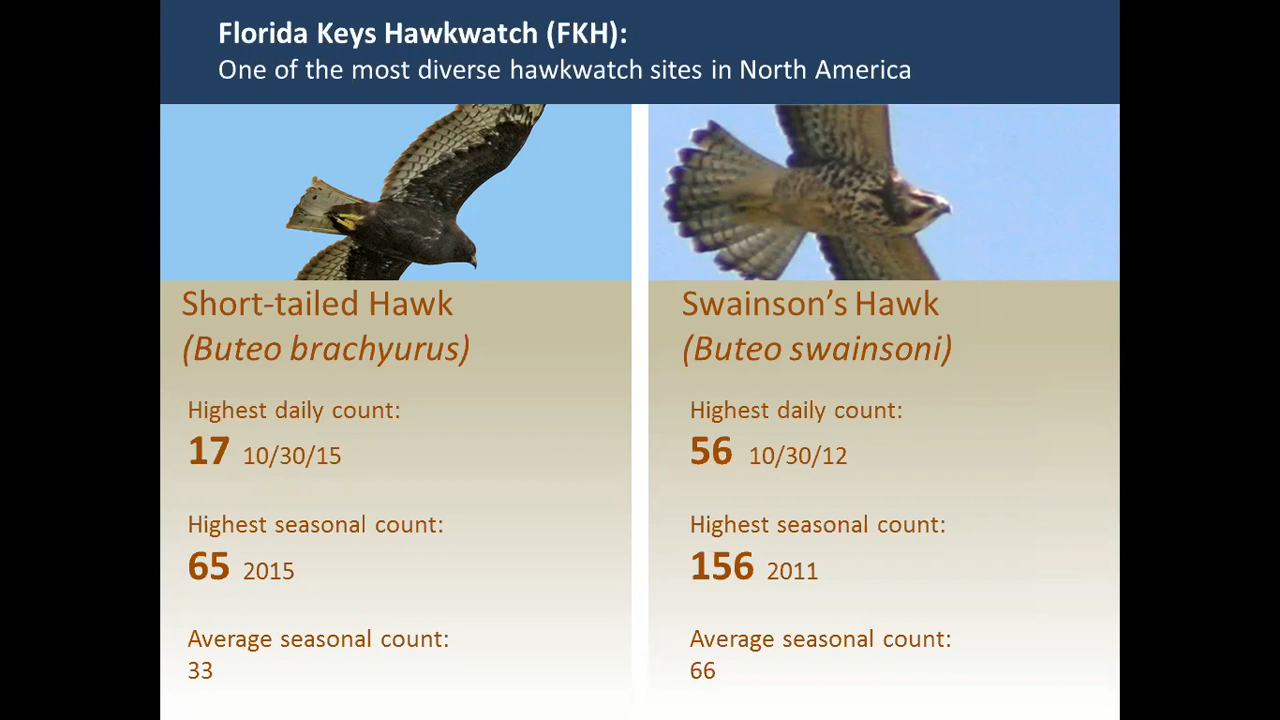 Florida Keys Hawkwatch (FKH):
One of the most diverse hawkwatch sites in North America
Short-tailed Hawk
(Buteo brachyurus)
Highest daily count:
17 10/30/15
Highest seasonal count:
65 2015
Average seasonal count:
33
Swainson’s Hawk
(Buteo swainsoni)
Highest daily count:
56 10/30/12
Highest seasonal count:
156 2011
Average seasonal count:
66